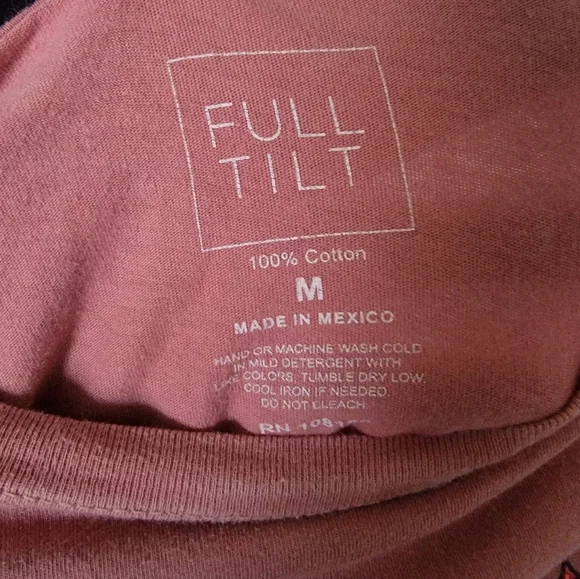 FULL
TILT
100% Cotton
M
MADE IN MEXICO
HAND OR MACHINE WASH COLD
IN MILD DETERGENT WITH
LIKE COLORS. TUMBLE DRY LOW.
COOL IRON IF NEEDED.
DO NOT BLEACH.
RN